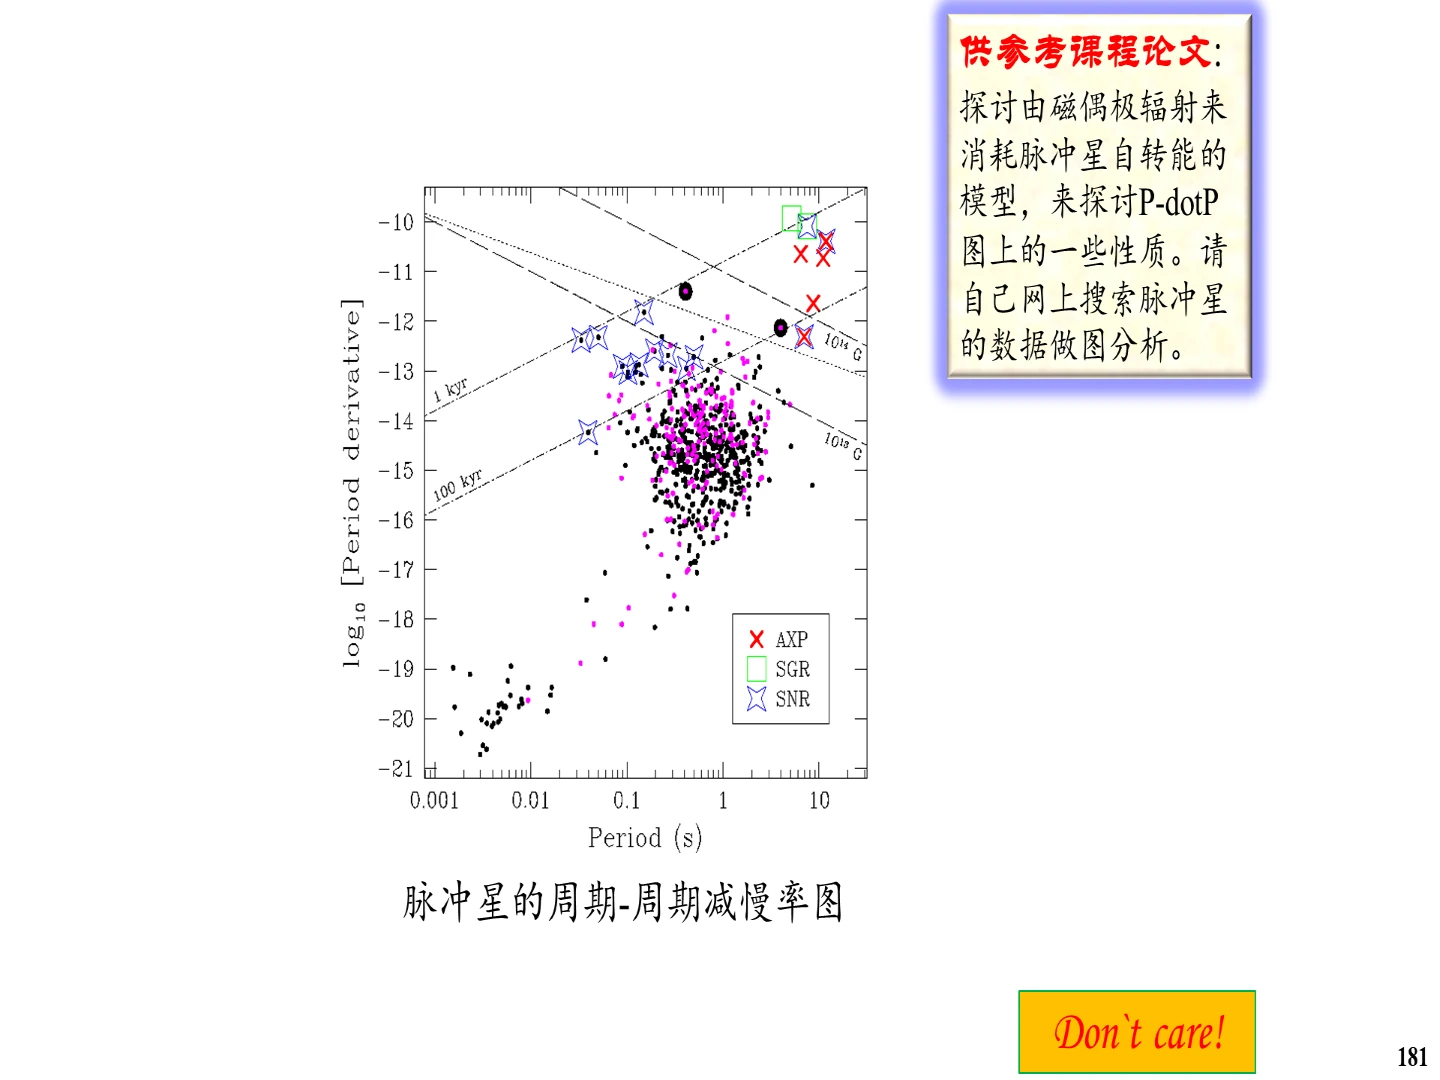 供参考课程论文:
探讨由磁偶极辐射来
消耗脉冲星自转能的
模型，来探讨P-dotP
图上的一些性质。请
自己网上搜索脉冲星
的数据做图分析。
log₁₀ [Period derivative]
-10
-11
-12
-13
-14
-15
-16
-17
-18
-19
-20
-21
1 kyr
100 kyr
10¹⁴ G
10¹³ G
AXP
SGR
SNR
0.001 0.01 0.1 1 10
Period (s)
脉冲星的周期-周期减慢率图
Don`t care!
181